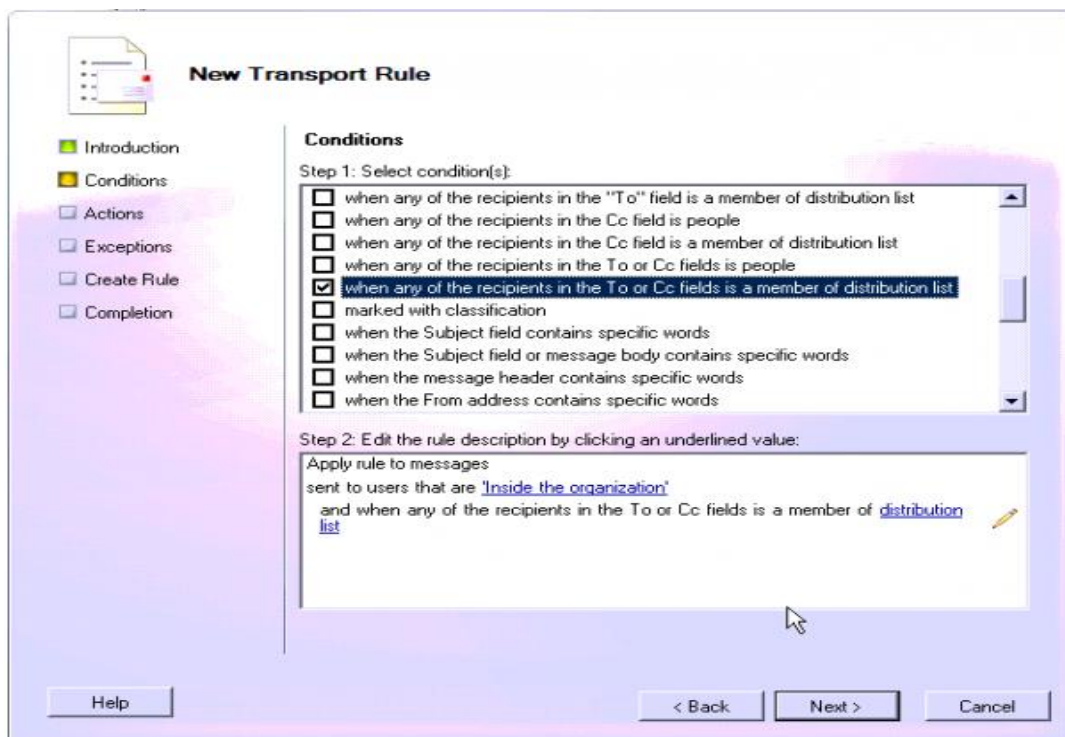 New Transport Rule
Introduction
Conditions
Actions
Exceptions
Create Rule
Completion
Conditions
Step 1: Select condition(s):
when any of the recipients in the "To" field is a member of distribution list
when any of the recipients in the Cc field is people
when any of the recipients in the Cc field is a member of distribution list
when any of the recipients in the To or Cc fields is people
when any of the recipients in the To or Cc fields is a member of distribution list
marked with classification
when the Subject field contains specific words
when the Subject field or message body contains specific words
when the message header contains specific words
when the From address contains specific words
Step 2: Edit the rule description by clicking an underlined value:
Apply rule to messages
sent to users that are 'Inside the organization'
and when any of the recipients in the To or Cc fields is a member of distribution
list
Help
< Back
Next >
Cancel